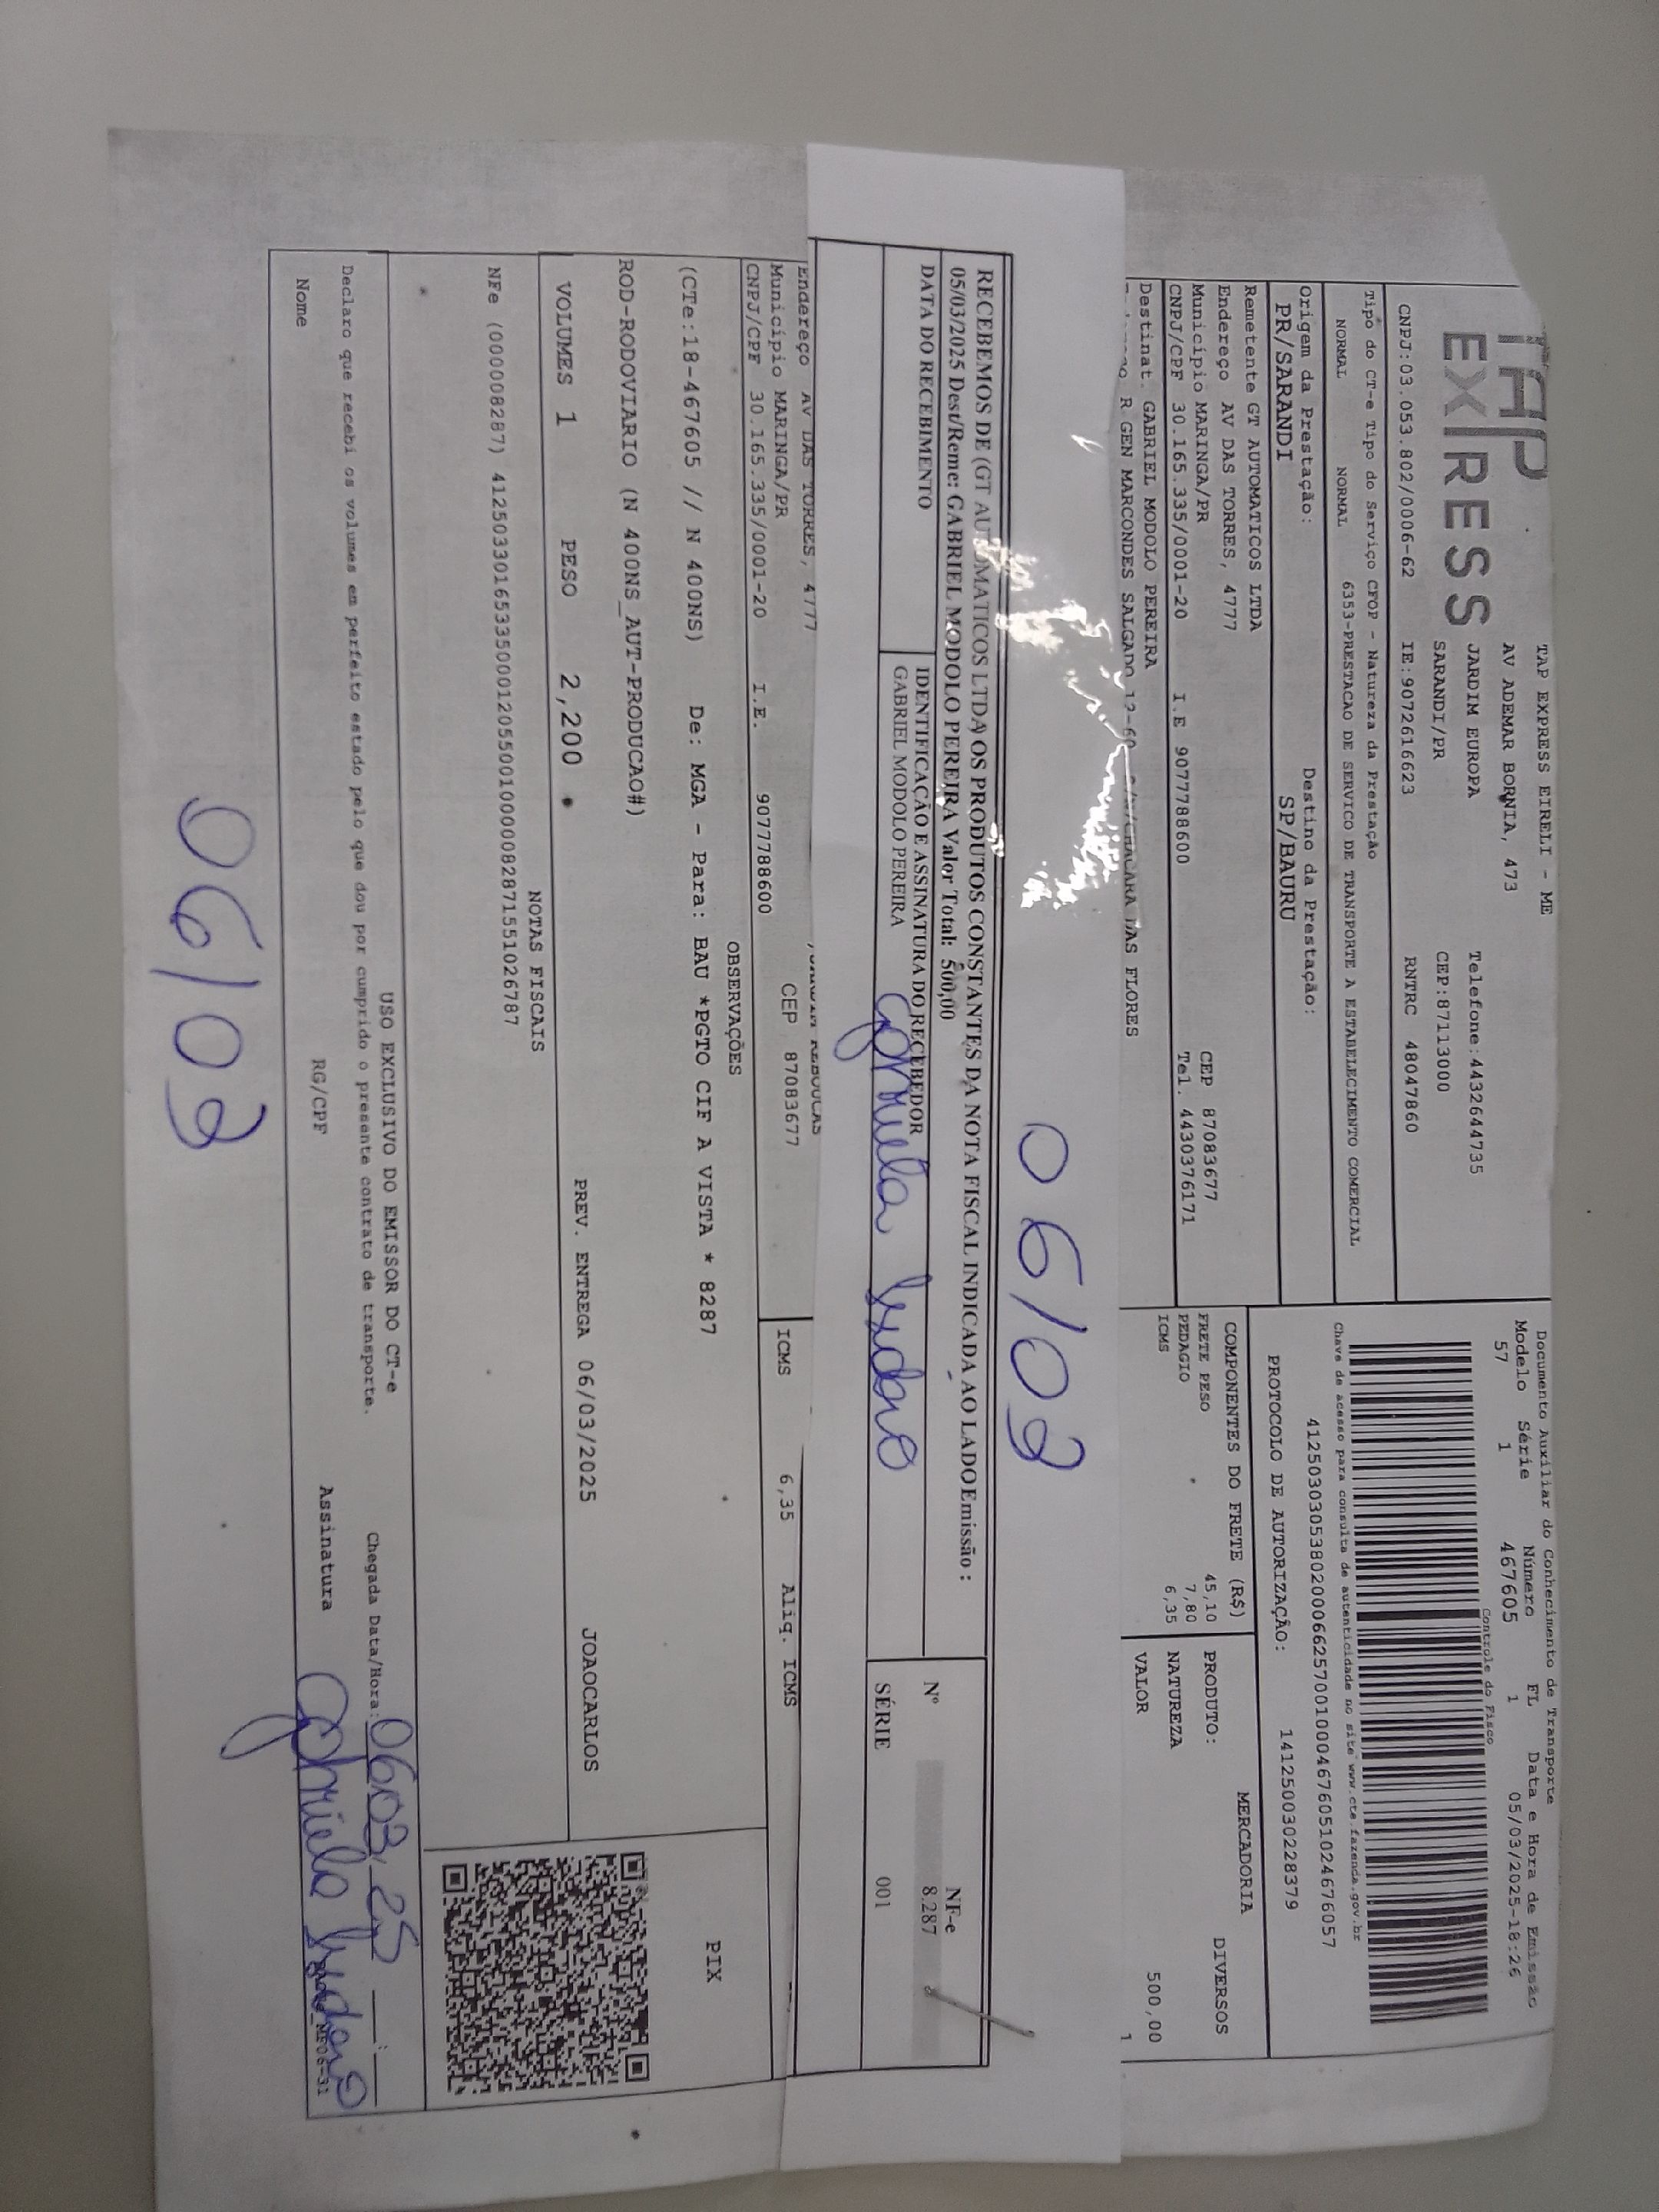 TAP
EXPRESS
TAP EXPRESS EIRELI - ME
AV ADEMAR BORNIA, 473
JARDIM EUROPA
Telefone:4432644735
SARANDI/PR
CEP:87113000
CNPJ:03.053.802/0006-62 IE:9072616623 RNTRC 48047860
Tipo do CT-e Tipo do Serviço CFOP - Natureza da Prestação
NORMAL NORMAL 6353-PRESTACAO DE SERVICO DE TRANSPORTE A ESTABELECIMENTO COMERCIAL
Origem da Prestação: Destino da Prestação:
PR/SARANDI SP/BAURU
Remetente GT AUTOMATICOS LTDA
Endereço AV DAS TORRES, 4777
Município MARINGA/PR CEP 87083677
CNPJ/CPF 30.165.335/0001-20 I.E 9077788600 Tel. 4430376171
Destinat. GABRIEL MODOLO PEREIRA
R GEN MARCONDES SALGADO DAS FLORES
Documento Auxiliar do Conhecimento de Transporte
Modelo Série Número FL Data e Hora de Emissão
57 1 467605 1 05/03/2025-18:26
Controle do Fisco
Chave de acesso para consulta de autenticidade no site www.cte.fazenda.gov.br
41250303053802000662570010004676051024676057
PROTOCOLO DE AUTORIZAÇÃO: 141250030228379
COMPONENTES DO FRETE (R$)
FRETE PESO 45,10
PEDAGIO 7,80
ICMS 6,35
MERCADORIA
PRODUTO: DIVERSOS
NATUREZA
VALOR 500,00
1
06/03
RECEBEMOS DE (GT AUTOMATICOS LTDA) OS PRODUTOS CONSTANTES DA NOTA FISCAL INDICADA AO LADO Emissão :
05/03/2025 Dest/Reme: GABRIEL MODOLO PEREIRA Valor Total: 500,00
DATA DO RECEBIMENTO
IDENTIFICAÇÃO E ASSINATURA DO RECEBEDOR
GABRIEL MODOLO PEREIRA
Gabriela
NF-e
Nº 8.287
SÉRIE 001
Endereço AV DAS TORRES, 4777
Município MARINGA/PR CEP 87083677
CNPJ/CPF 30.165.335/0001-20 I.E. 9077788600
ICMS 6,35 Aliq. ICMS
OBSERVAÇÕES
(CTe:18-467605 // N 400NS) De: MGA - Para: BAU *PGTO CIF A VISTA * 8287
ROD-RODOVIARIO (N 400NS_AUT-PRODUCAO#)
PIX
VOLUMES 1 PESO 2,200 PREV. ENTREGA 06/03/2025 JOAOCARLOS
NOTAS FISCAIS
NFe (000008287) 41250330165335000120550010000082871551026787
USO EXCLUSIVO DO EMISSOR DO CT-e
Declaro que recebi os volumes em perfeito estado pelo que dou por cumprido o presente contrato de transporte.
Chegada Data/Hora: 06 03 25 __:__
Nome RG/CPF Assinatura Gabriela
06/03